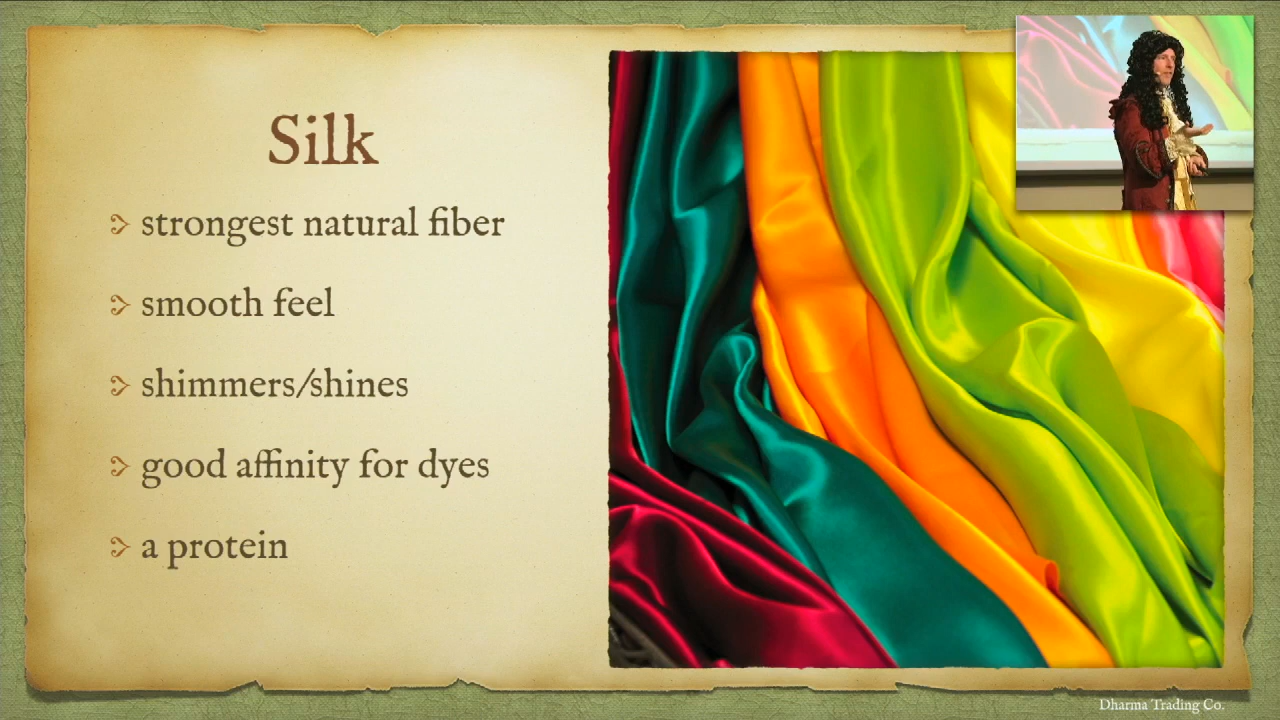 Silk
strongest natural fiber
smooth feel
shimmers/shines
good affinity for dyes
a protein
Dharma Trading Co.